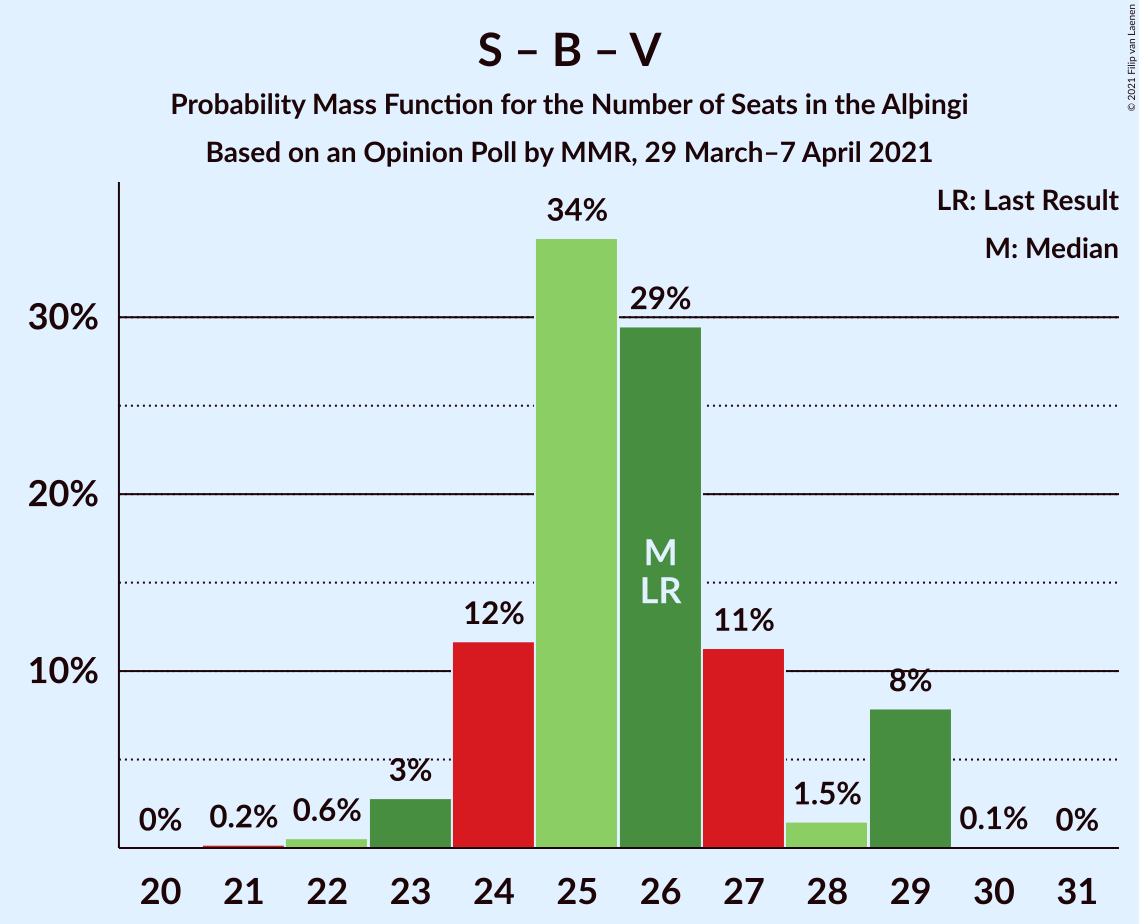 S – B – V
Probability Mass Function for the Number of Seats in the Alþingi
Based on an Opinion Poll by MMR, 29 March–7 April 2021
© 2021 Filip van Laenen
LR: Last Result
M: Median
34%
29%
30%
20%
M
LR
12%
11%
10%
8%
3%
1.5%
0%
0.2%
0.6%
0.1%
0%
20 21 22 23 24 25 26 27 28 29 30 31